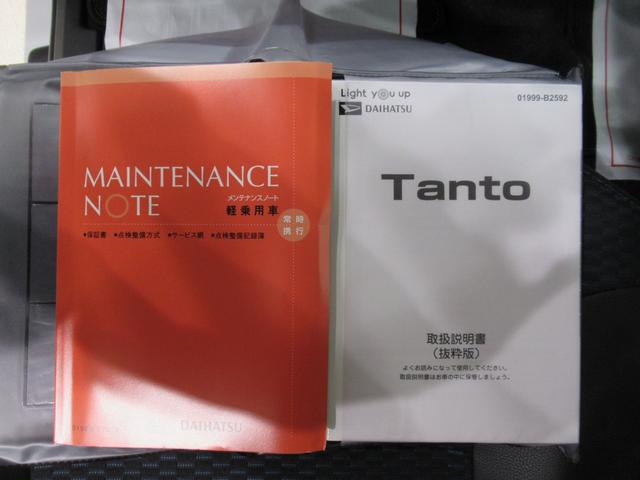 MAINTENANCE
NOTE
メンテナンスノート
軽乗用車
常時
携行
●保証書 ●点検整備方式 ●サービス網 ●点検整備記録簿
DAIHATSU
Light you up
DAIHATSU
01999-B2592
Tanto
取扱説明書
(抜粋版)
よくお読みになって使用してください。
取扱説明書はお車の中に保管しましょう。